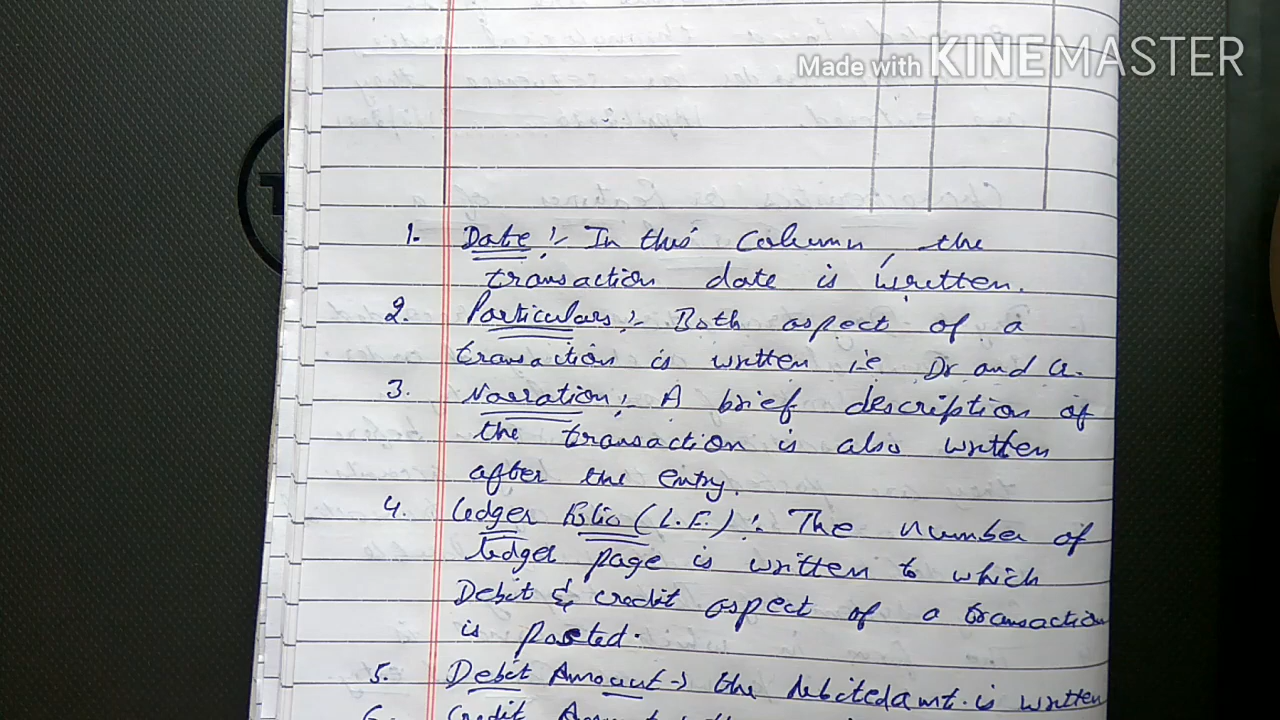 Made with KINEMASTER
1. Date :- In this Column, the
transaction date is written.
2. Particulars :- Both aspect of a
transaction is written i.e. Dr and Cr.
3. Narration :- A brief description of
the transaction is also written
after the entry.
4. Ledger Folio (L.F.) :- The number of
ledger page is written to which
Debit & credit aspect of a transaction
is posted.
5. Debit Amount → the debited amt. is written
6. Credit Amount